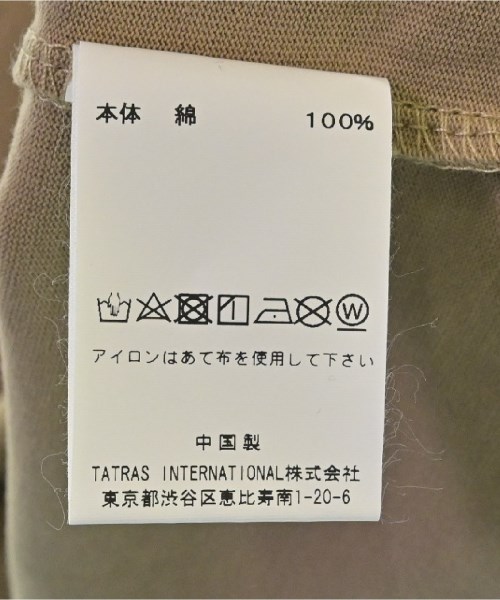 本体 綿 100%
W
アイロンはあて布を使用して下さい
中国製
TATRAS INTERNATIONAL株式会社
東京都渋谷区恵比寿南1-20-6